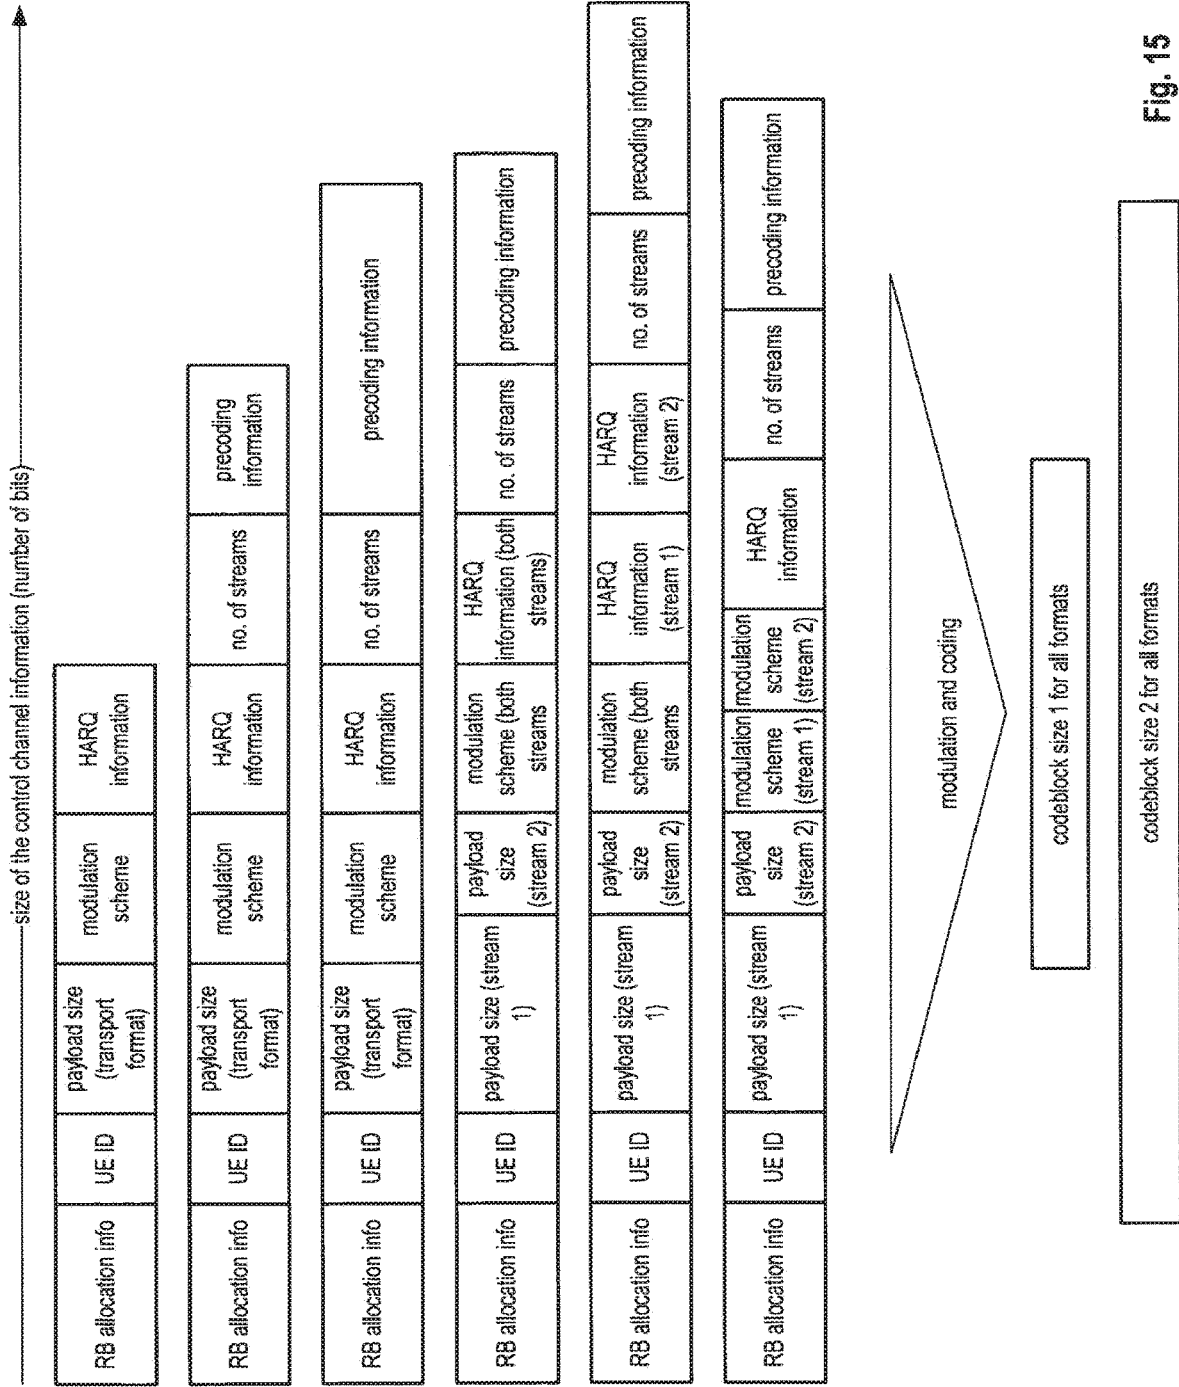 size of the control channel information (number of bits)
RB allocation info
UE ID
payload size
(transport
format)
modulation
scheme
HARQ
information
RB allocation info
UE ID
payload size
(transport
format)
modulation
scheme
HARQ
information
no. of streams
precoding
information
RB allocation info
UE ID
payload size
(transport
format)
modulation
scheme
HARQ
information
no. of streams
precoding information
RB allocation info
UE ID
payload size (stream
1)
payload
size
(stream 2)
modulation
scheme (both
streams
HARQ
information (both
streams)
no. of streams
precoding information
RB allocation info
UE ID
payload size (stream
1)
payload
size
(stream 2)
modulation
scheme (both
streams
HARQ
information
(stream 1)
HARQ
information
(stream 2)
no. of streams
precoding information
RB allocation info
UE ID
payload size (stream
1)
payload
size
(stream 2)
modulation
scheme
(stream 1)
modulation
scheme
(stream 2)
HARQ
information
no. of streams
precoding information
modulation and coding
codeblock size 1 for all formats
codeblock size 2 for all formats
Fig. 15